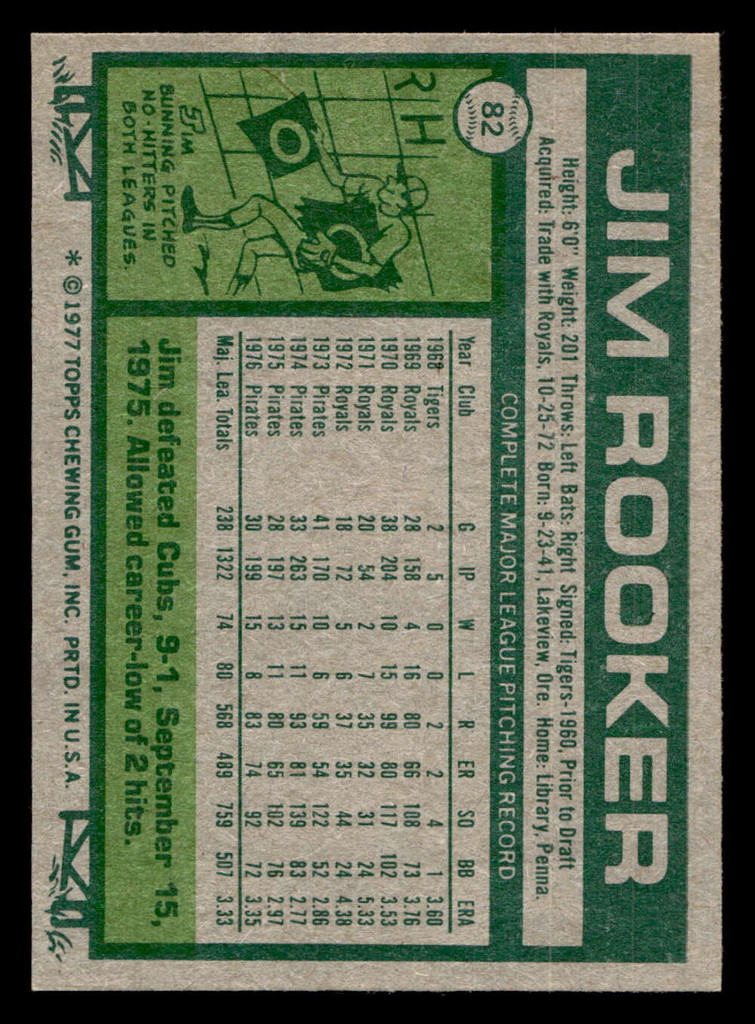 JIM ROOKER
Height: 6'0" Weight: 201 Throws: Left Bats: Right Signed: Tigers-1960, Prior to Draft
Acquired: Trade with Royals, 10-25-72 Born: 9-23-41, Lakeview, Ore. Home: Library, Penna.
82
R H
O
O
JIM
BUNNING PITCHED
NO-HITTERS IN
BOTH LEAGUES.
COMPLETE MAJOR LEAGUE PITCHING RECORD
Year Club G IP W L R ER SO BB ERA
1968 Tigers 2 5 0 0 2 2 4 1 3.60
1969 Royals 28 158 4 16 80 66 108 73 3.76
1970 Royals 38 204 10 15 99 80 117 102 3.53
1971 Royals 20 54 2 7 35 32 31 24 5.33
1972 Royals 18 72 5 6 37 35 44 24 4.38
1973 Pirates 41 170 10 6 59 54 122 52 2.86
1974 Pirates 33 263 15 11 93 81 139 83 2.77
1975 Pirates 28 197 13 11 80 65 102 76 2.97
1976 Pirates 30 199 15 8 83 74 92 72 3.35
Maj. Lea. Totals 238 1322 74 80 568 489 759 507 3.33
Jim defeated Cubs, 9-1, September 15,
1975. Allowed career-low of 2 hits.
* © 1977 TOPPS CHEWING GUM, INC. PRTD. IN U.S.A.